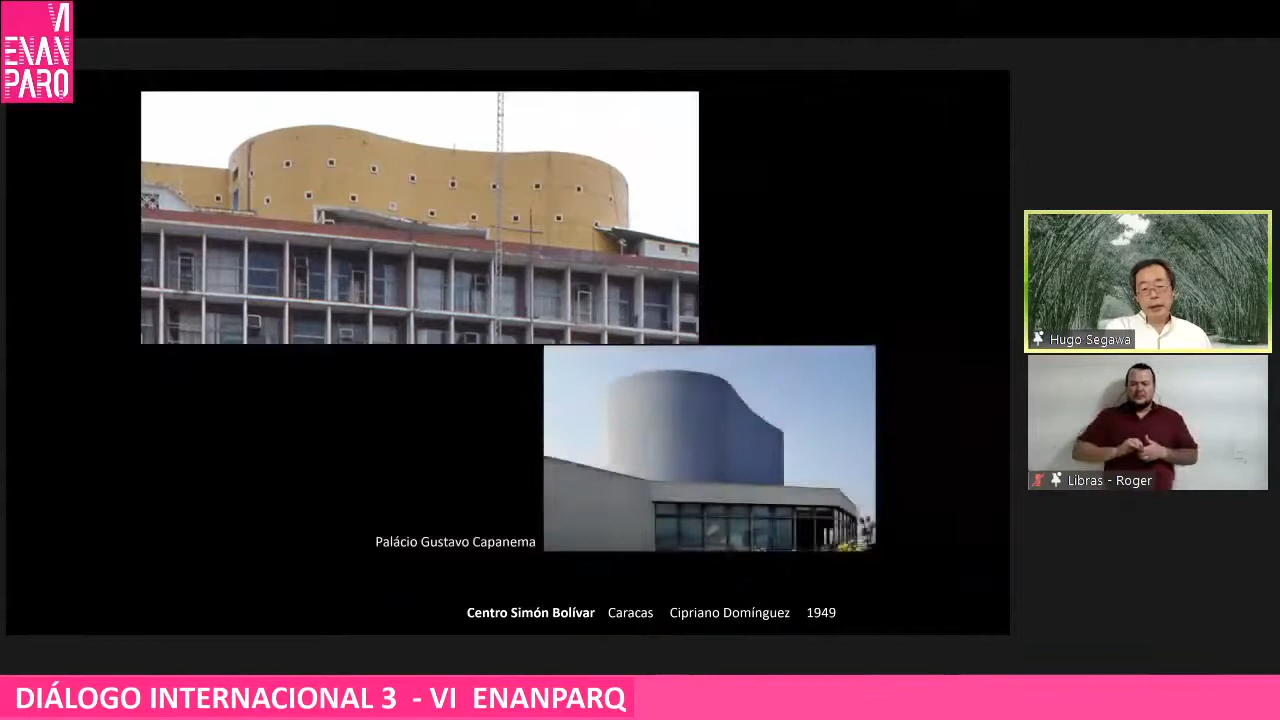 VI
ENAN
PARQ
Hugo Segawa
Libras - Roger
Palácio Gustavo Capanema
Centro Simón Bolívar Caracas Cipriano Domínguez 1949
DIÁLOGO INTERNACIONAL 3 - VI ENANPARQ